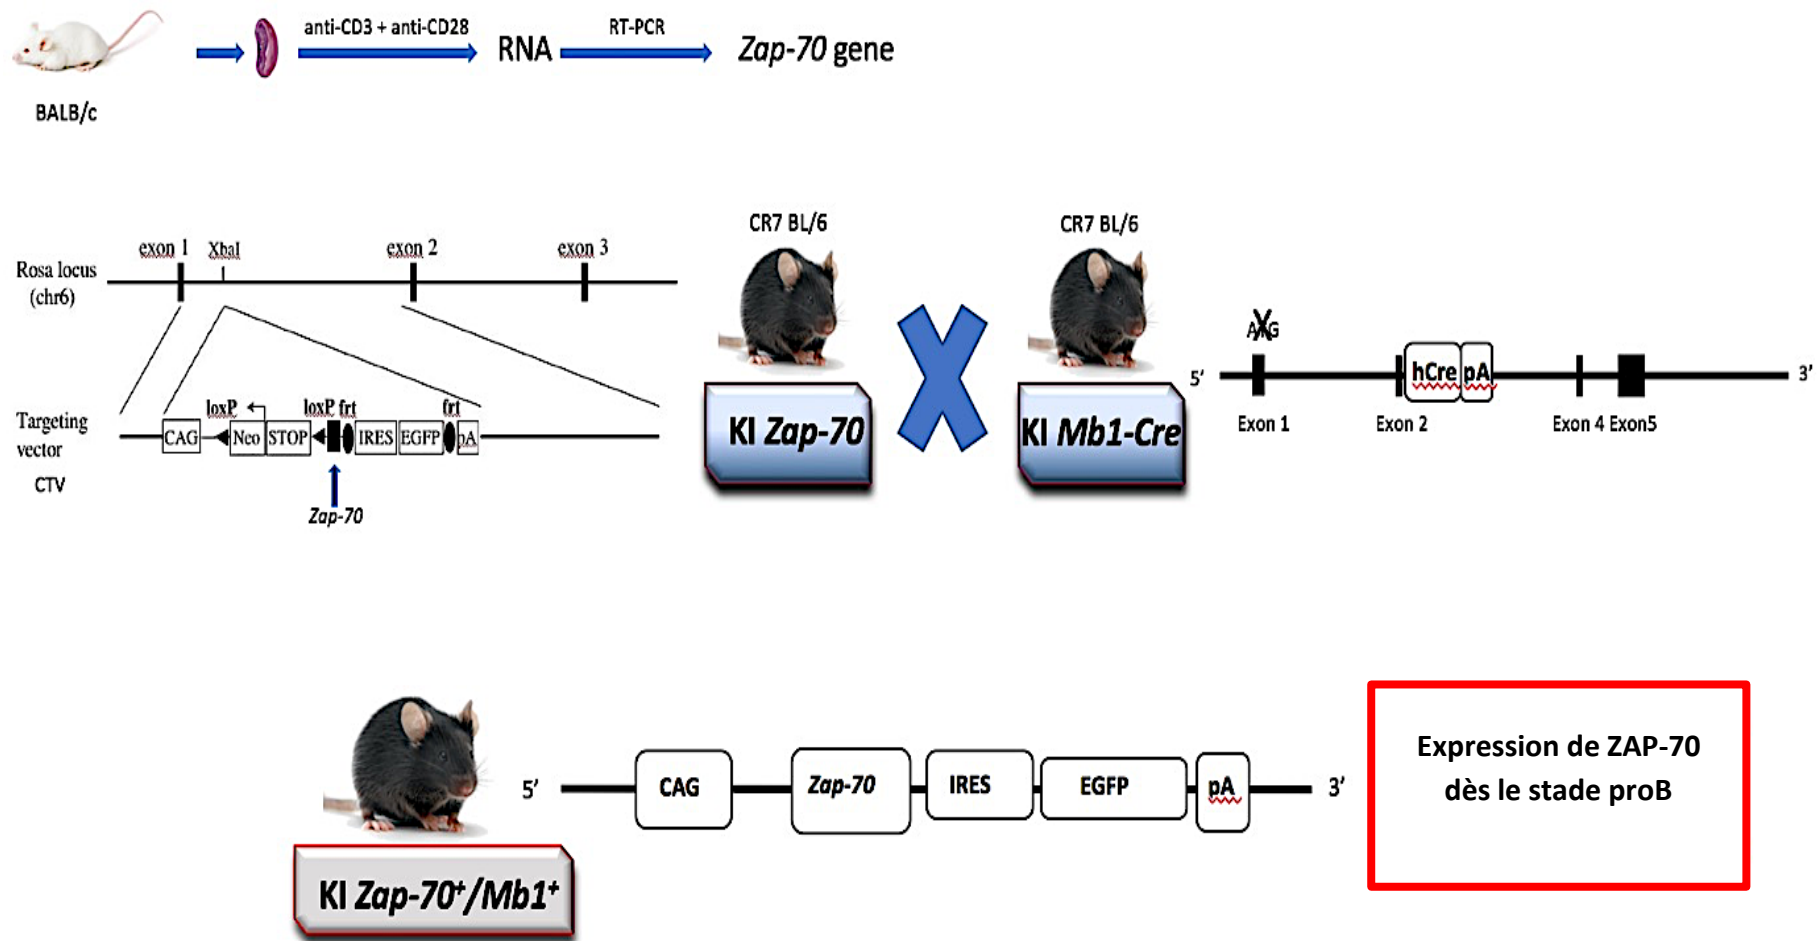 anti-CD3 + anti-CD28
RT-PCR
RNA
Zap-70 gene
BALB/c
exon 1
XbaI
exon 2
exon 3
Rosa locus
(chr6)
loxP
loxP
frt
frt
Targeting
vector
CTV
CAG
Neo
STOP
IRES
EGFP
pA
Zap-70
CR7 BL/6
CR7 BL/6
KI Zap-70
KI Mb1-Cre
ATG
5'
hCre
pA
3'
Exon 1
Exon 2
Exon 4
Exon5
5'
CAG
Zap-70
IRES
EGFP
pA
3'
KI Zap-70+/Mb1+
Expression de ZAP-70
dès le stade proB